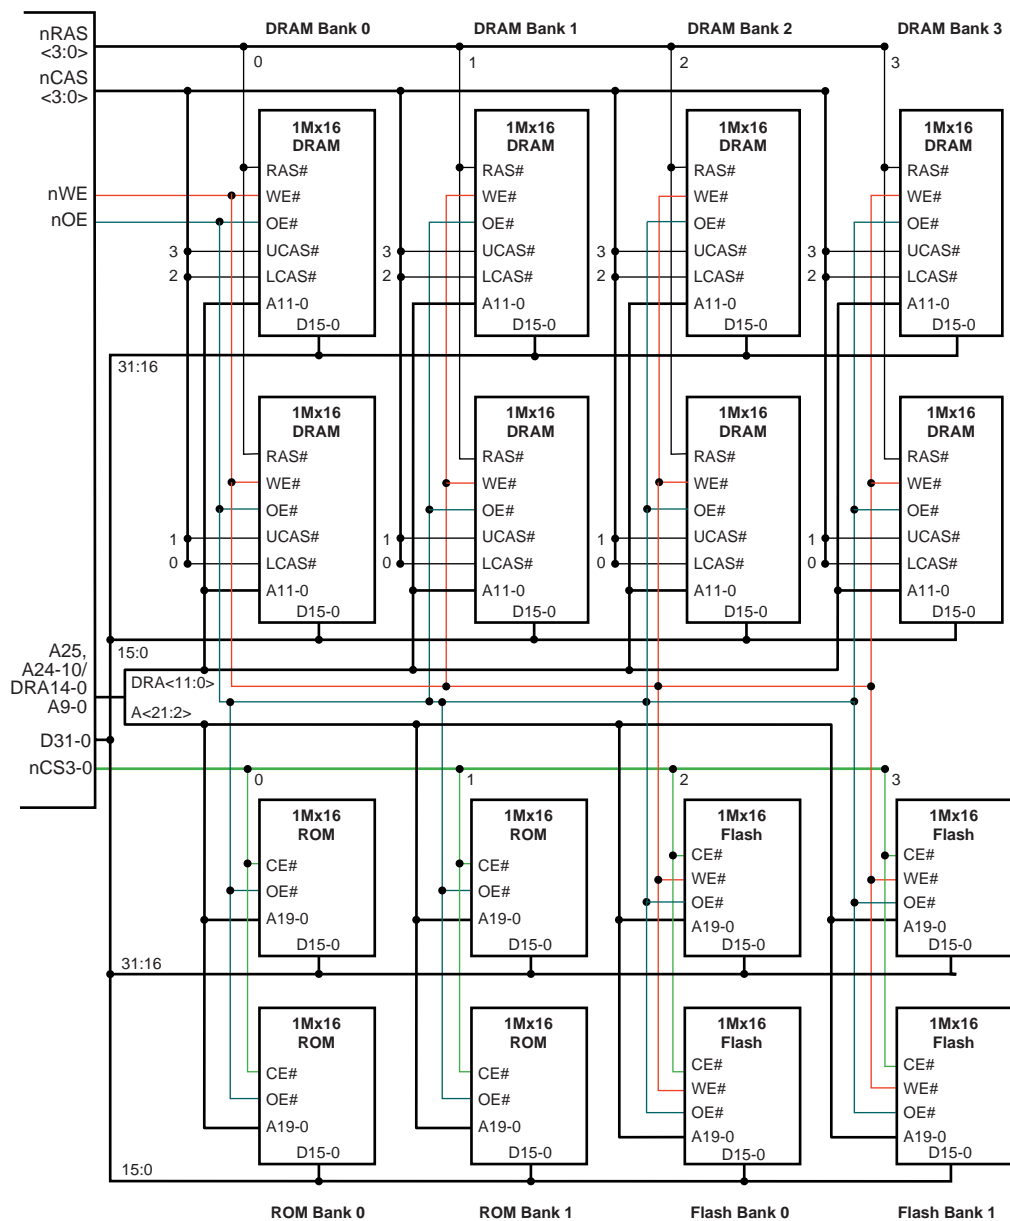 DRAM Bank 0 DRAM Bank 1 DRAM Bank 2 DRAM Bank 3
nRAS
<3:0>
0 1 2 3
nCAS
<3:0>
1Mx16 1Mx16 1Mx16 1Mx16
DRAM DRAM DRAM DRAM
RAS# RAS# RAS# RAS#
nWE WE# WE# WE# WE#
nOE OE# OE# OE# OE#
3 UCAS# 3 UCAS# 3 UCAS# 3 UCAS#
2 LCAS# 2 LCAS# 2 LCAS# 2 LCAS#
A11-0 A11-0 A11-0 A11-0
D15-0 D15-0 D15-0 D15-0
31:16
1Mx16 1Mx16 1Mx16 1Mx16
DRAM DRAM DRAM DRAM
RAS# RAS# RAS# RAS#
WE# WE# WE# WE#
OE# OE# OE# OE#
1 UCAS# 1 UCAS# 1 UCAS# 1 UCAS#
0 LCAS# 0 LCAS# 0 LCAS# 0 LCAS#
A11-0 A11-0 A11-0 A11-0
D15-0 D15-0 D15-0 D15-0
15:0
A25,
A24-10/
DRA14-0
A9-0
DRA<11:0>
A<21:2>
D31-0
nCS3-0
0 1 2 3
1Mx16 1Mx16 1Mx16 1Mx16
ROM ROM Flash Flash
CE# CE# CE# CE#
WE# WE#
OE# OE# OE# OE#
A19-0 A19-0 A19-0 A19-0
D15-0 D15-0 D15-0 D15-0
31:16
1Mx16 1Mx16 1Mx16 1Mx16
ROM ROM Flash Flash
CE# CE# CE# CE#
WE# WE#
OE# OE# OE# OE#
A19-0 A19-0 A19-0 A19-0
D15-0 D15-0 D15-0 D15-0
15:0
ROM Bank 0 ROM Bank 1 Flash Bank 0 Flash Bank 1